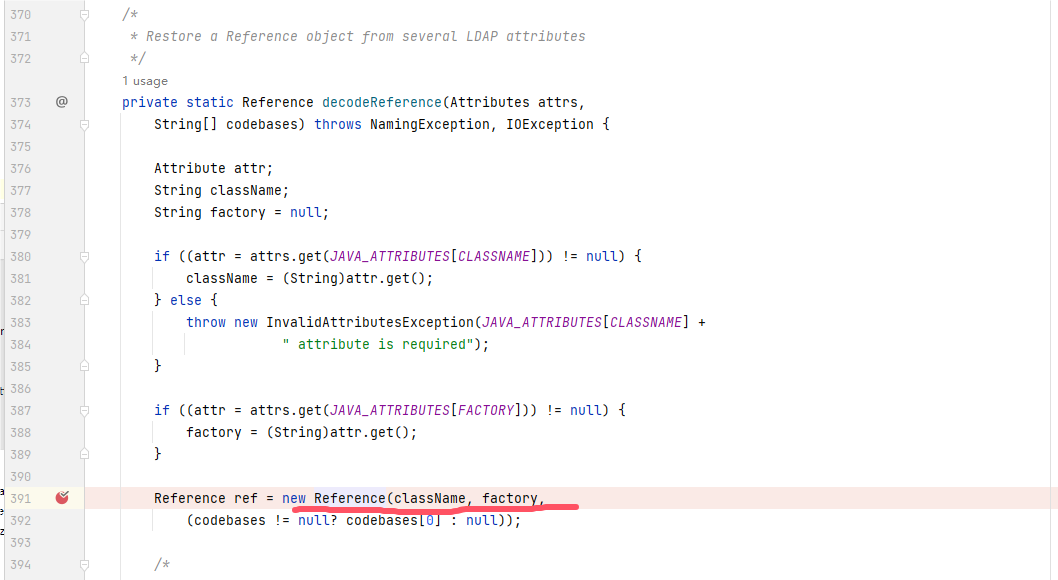 370 /*
371 * Restore a Reference object from several LDAP attributes
372 */
1 usage
373 @ private static Reference decodeReference(Attributes attrs,
374 String[] codebases) throws NamingException, IOException {
375
376 Attribute attr;
377 String className;
378 String factory = null;
379
380 if ((attr = attrs.get(JAVA_ATTRIBUTES[CLASSNAME])) != null) {
381 className = (String)attr.get();
382 } else {
383 throw new InvalidAttributesException(JAVA_ATTRIBUTES[CLASSNAME] +
384 " attribute is required");
385 }
386
387 if ((attr = attrs.get(JAVA_ATTRIBUTES[FACTORY])) != null) {
388 factory = (String)attr.get();
389 }
390
391 Reference ref = new Reference(className, factory,
392 (codebases != null? codebases[0] : null));
393
394 /*